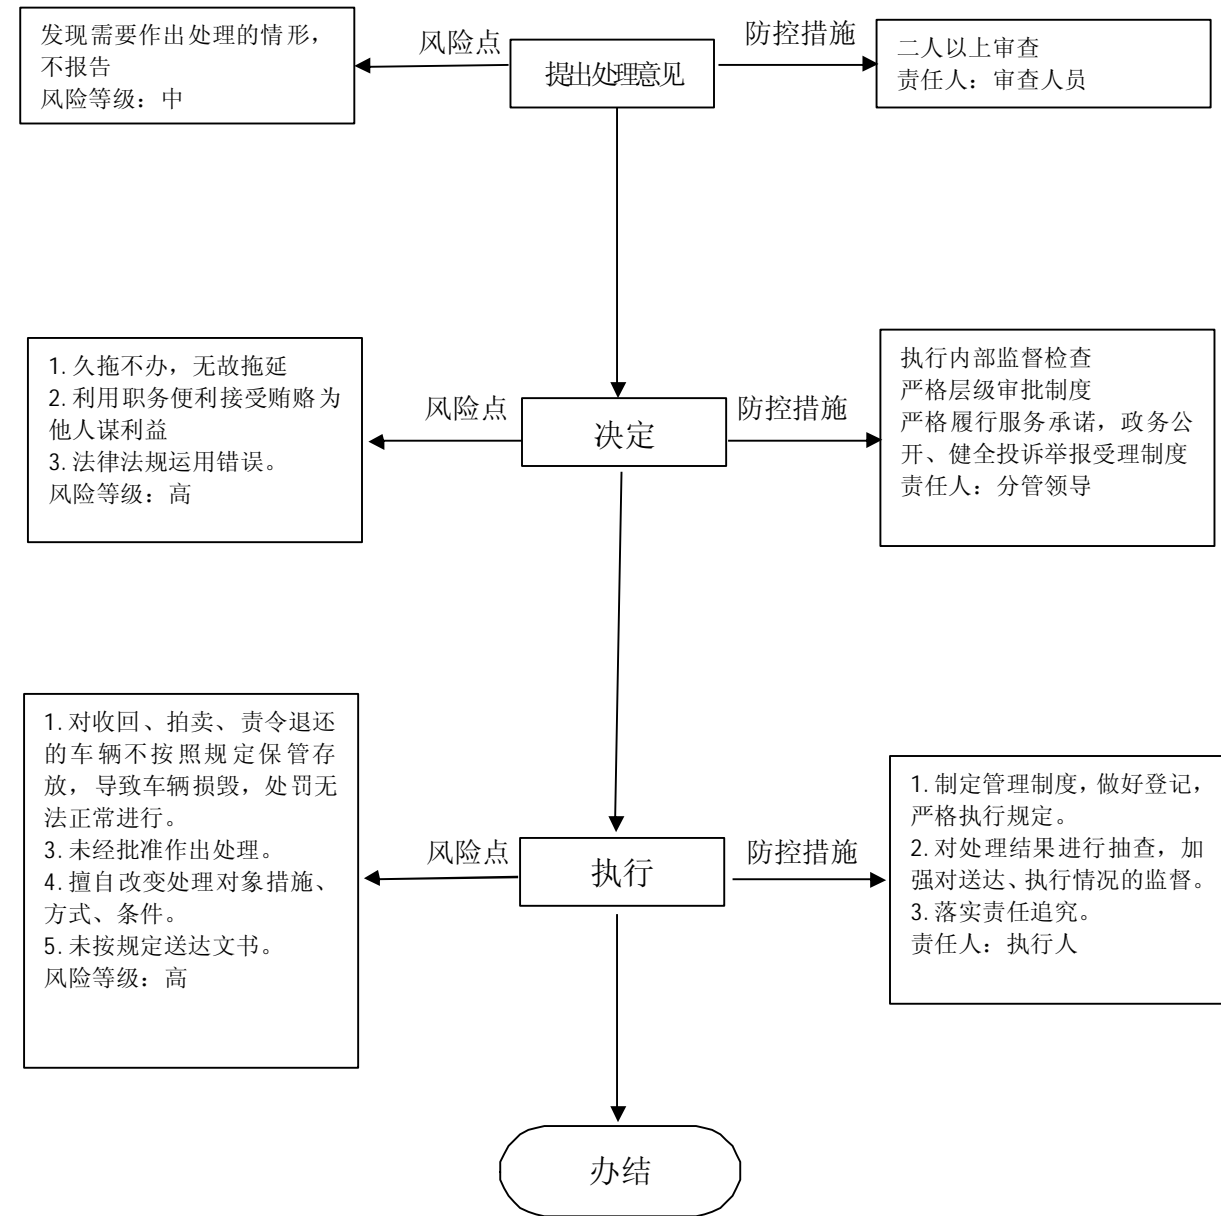 发现需要作出处理的情形，
不报告
风险等级：中
风险点
提出处理意见
防控措施
二人以上审查
责任人：审查人员
1.久拖不办，无故拖延
2.利用职务便利接受贿赂为
他人谋利益
3.法律法规运用错误。
风险等级：高
风险点
决定
防控措施
执行内部监督检查
严格层级审批制度
严格履行服务承诺，政务公
开、健全投诉举报受理制度
责任人：分管领导
1.对收回、拍卖、责令退还
的车辆不按照规定保管存
放，导致车辆损毁，处罚无
法正常进行。
3.未经批准作出处理。
4.擅自改变处理对象措施、
方式、条件。
5.未按规定送达文书。
风险等级：高
风险点
执行
防控措施
1.制定管理制度，做好登记，
严格执行规定。
2.对处理结果进行抽查，加
强对送达、执行情况的监督。
3.落实责任追究。
责任人：执行人
办结